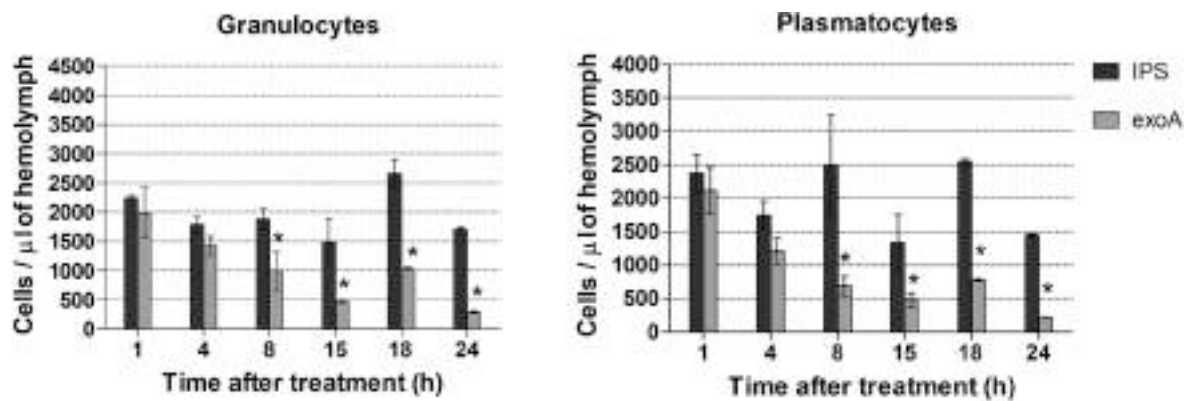 Granulocytes
Cells / μl of hemolymph
4500
4000
3500
3000
2500
2000
1500
1000
500
0
* * * *
1 4 8 15 18 24
Time after treatment (h)
Plasmatocytes
Cells / μl of hemolymph
4000
3500
3000
2500
2000
1500
1000
500
0
* * * *
1 4 8 15 18 24
Time after treatment (h)
IPS
exoA